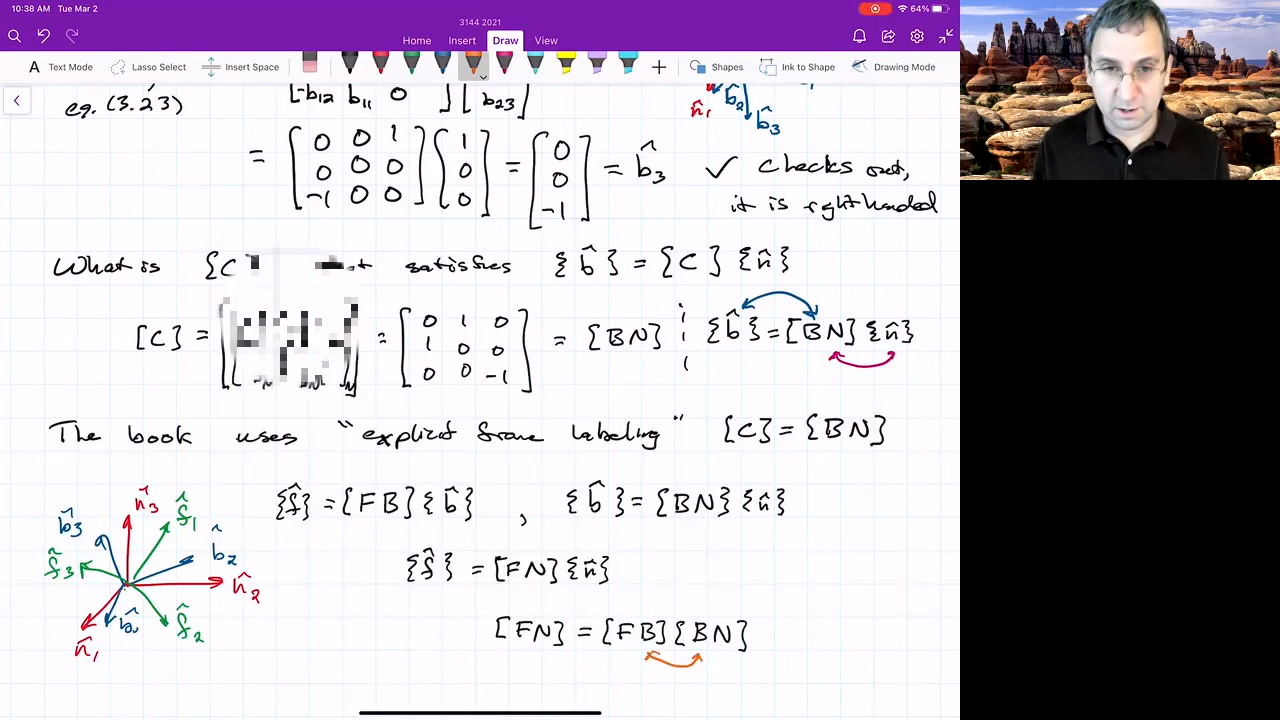 10:38 AM Tue Mar 2
64%
3144 2021
Home Insert Draw View
Text Mode Lasso Select Insert Space Shapes Ink to Shape Drawing Mode
eq. (3.23) [-b12 b11 0 ] [b23]
n̂1 b̂2 b̂3
= [0 0 1
0 0 0
-1 0 0] [1
0
0] = [0
0
-1] = b̂3 ✓ checks out,
it is righthanded
What is [C satisfies {b̂} = [C] {n̂}
[C] = = [0 1 0
1 0 0
0 0 -1] = [BN] ¦ {b̂} = [BN] {n̂}
The book uses "explicit frame labeling" [C] = [BN]
{f̂} = [FB] {b̂} , {b̂} = [BN] {n̂}
{f̂} = [FN] {n̂}
[FN] = [FB] [BN]
n̂3 f̂1
b̂3 b̂2
f̂3 n̂2
n̂1 f̂2